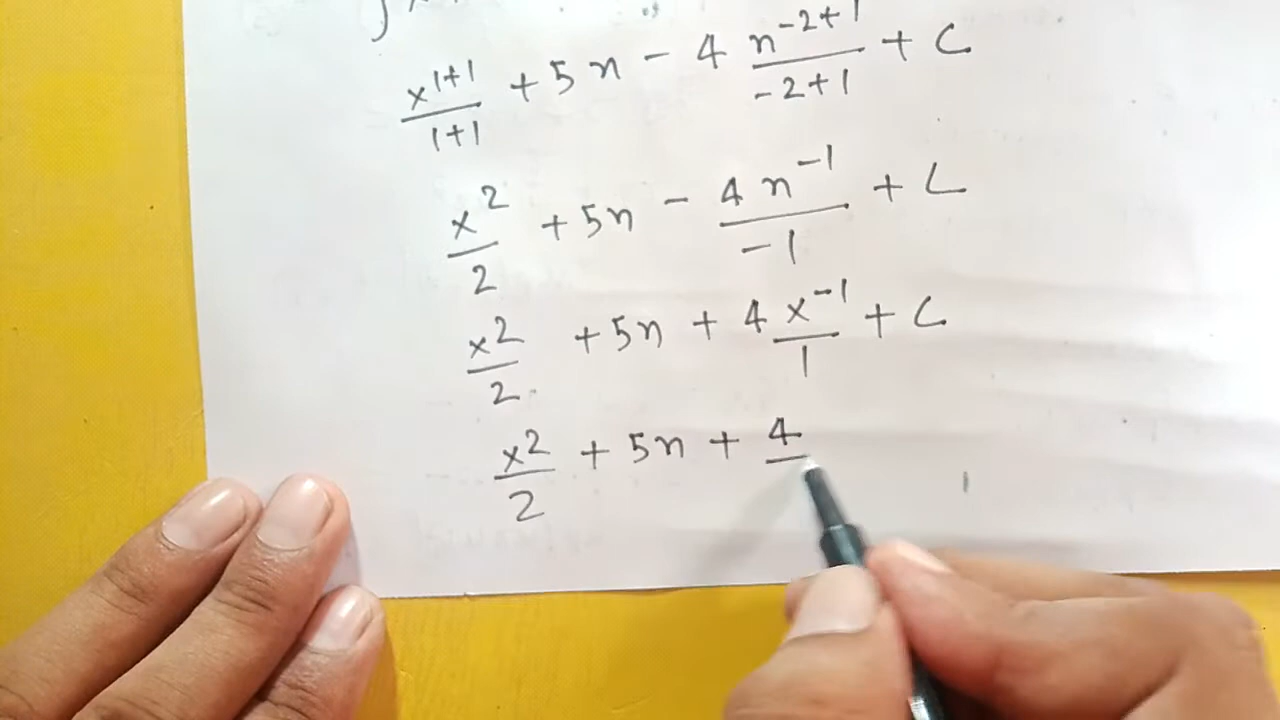 ∫ x
x^{1+1}/1+1 + 5x - 4 x^{-2+1}/-2+1 + C
x^2/2 + 5x - 4x^{-1}/-1 + C
x^2/2 + 5x + 4 x^{-1}/1 + C
x^2/2 + 5x + 4/